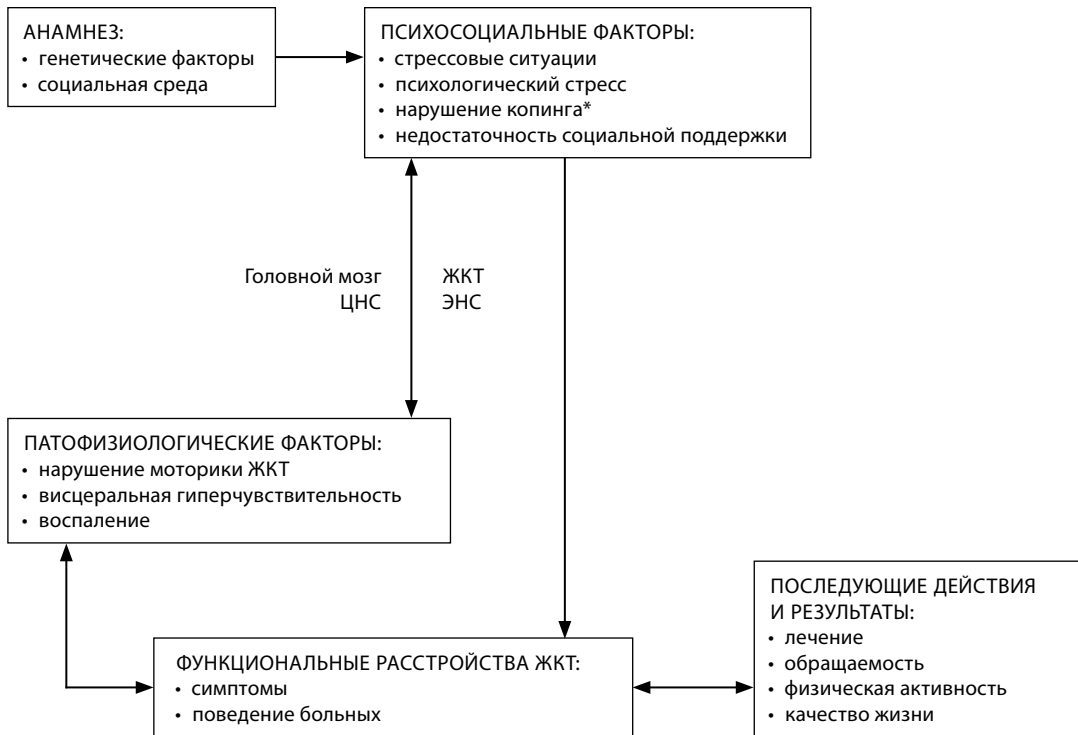 АНАМНЕЗ:
• генетические факторы
• социальная среда
ПСИХОСОЦИАЛЬНЫЕ ФАКТОРЫ:
• стрессовые ситуации
• психологический стресс
• нарушение копинга*
• недостаточность социальной поддержки
Головной мозг
ЦНС
ЖКТ
ЭНС
ПАТОФИЗИОЛОГИЧЕСКИЕ ФАКТОРЫ:
• нарушение моторики ЖКТ
• висцеральная гиперчувствительность
• воспаление
ФУНКЦИОНАЛЬНЫЕ РАССТРОЙСТВА ЖКТ:
• симптомы
• поведение больных
ПОСЛЕДУЮЩИЕ ДЕЙСТВИЯ
И РЕЗУЛЬТАТЫ:
• лечение
• обращаемость
• физическая активность
• качество жизни